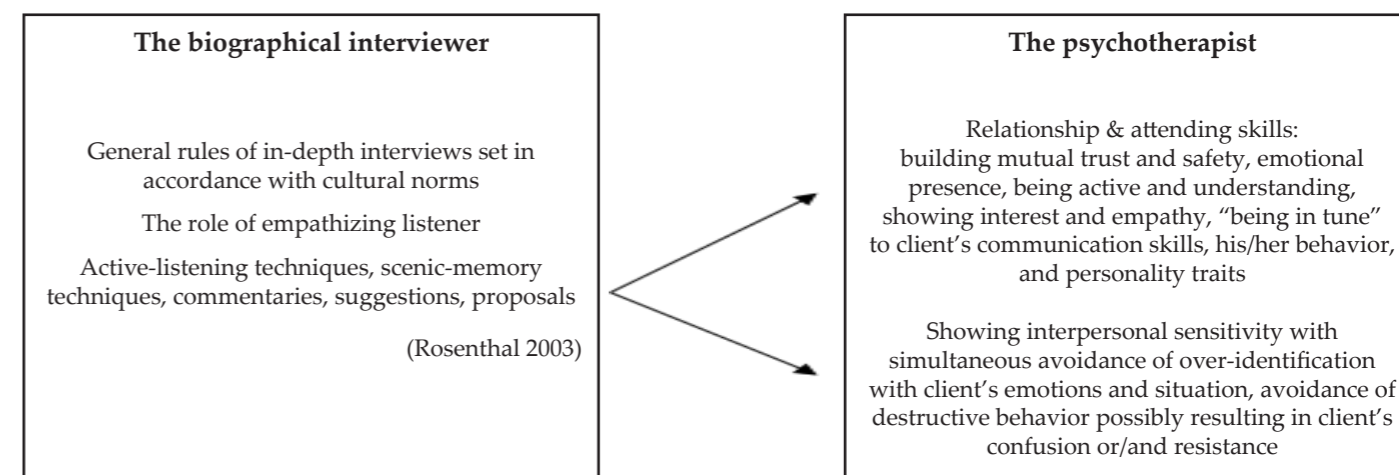 The biographical interviewer
General rules of in-depth interviews set in
accordance with cultural norms
The role of empathizing listener
Active-listening techniques, scenic-memory
techniques, commentaries, suggestions, proposals
(Rosenthal 2003)
The psychotherapist
Relationship & attending skills:
building mutual trust and safety, emotional
presence, being active and understanding,
showing interest and empathy, “being in tune”
to client’s communication skills, his/her behavior,
and personality traits
Showing interpersonal sensitivity with
simultaneous avoidance of over-identification
with client’s emotions and situation, avoidance of
destructive behavior possibly resulting in client’s
confusion or/and resistance